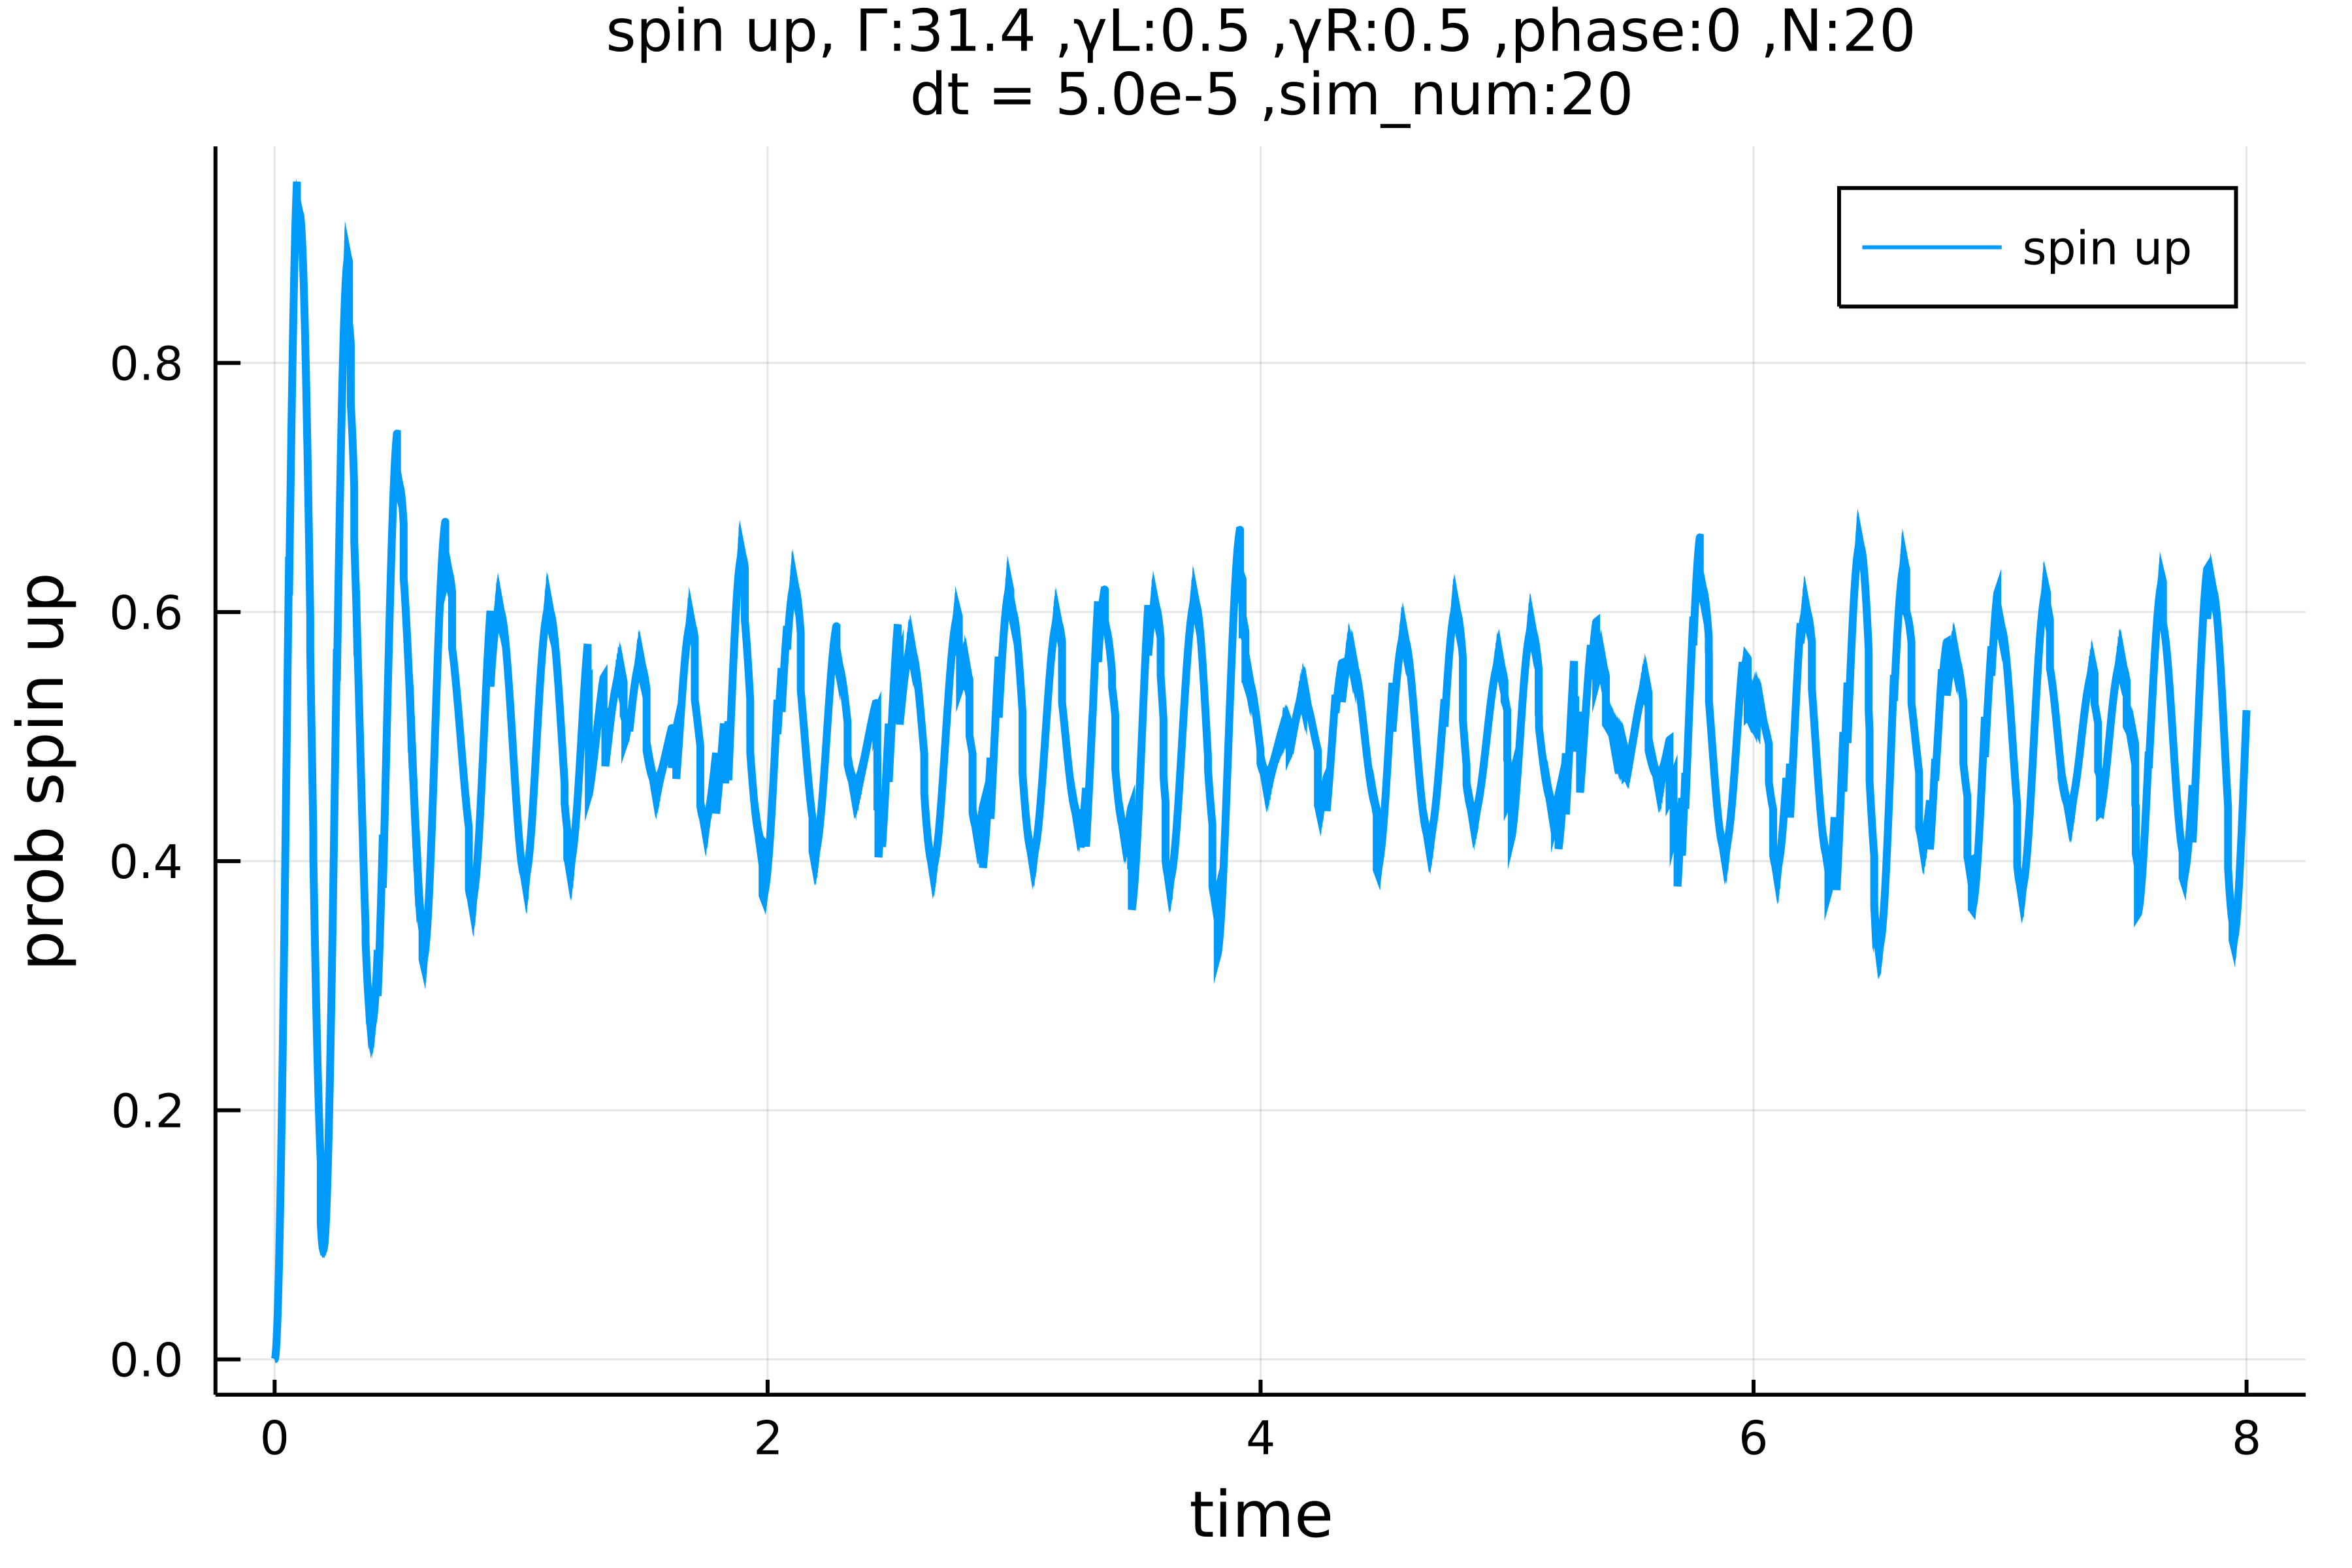 spin up, Γ:31.4 ,γL:0.5 ,γR:0.5 ,phase:0 ,N:20
dt = 5.0e-5 ,sim_num:20
spin up
prob spin up
0.8
0.6
0.4
0.2
0.0
0 2 4 6 8
time